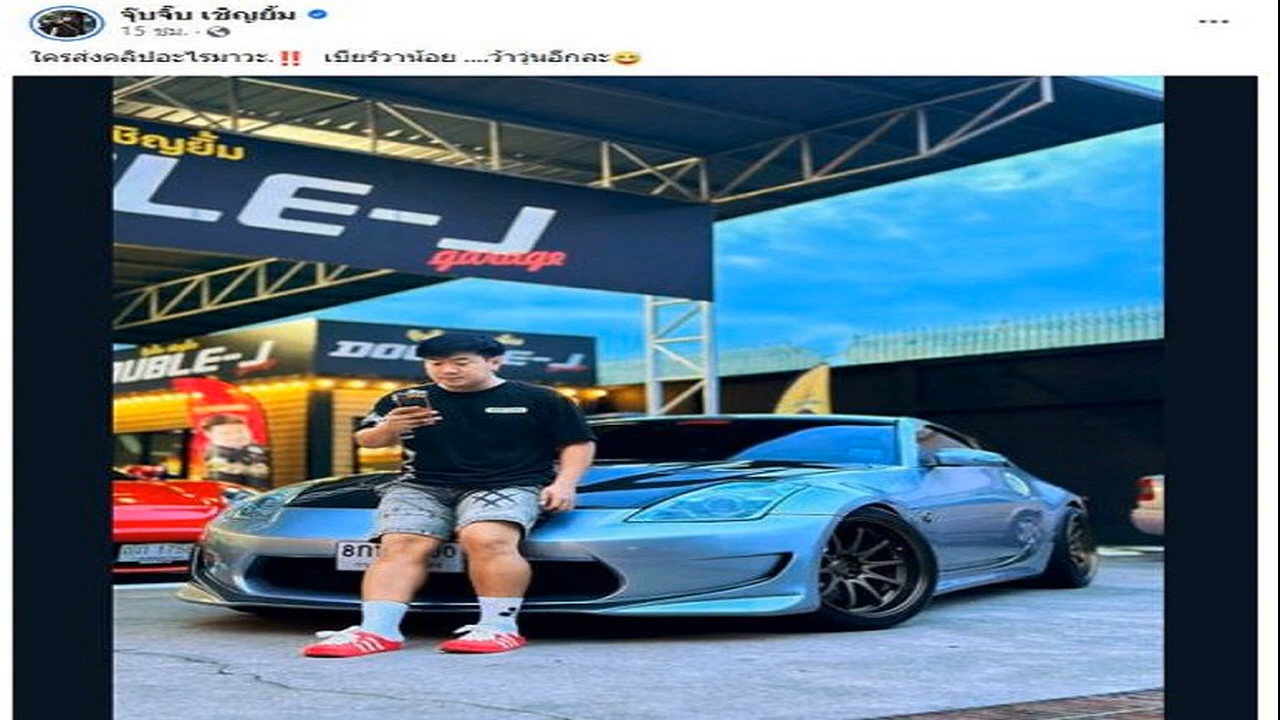 จุ๊บจิ๊บ เชิญยิ้ม
15 ชม.
ใครส่งคลิปอะไรมาวะ.‼️ เบียร์วาน้อย ....ว้าวุ่นอีกละ😆
เชิญยิ้ม
LE-J
garage
DOUBLE-J